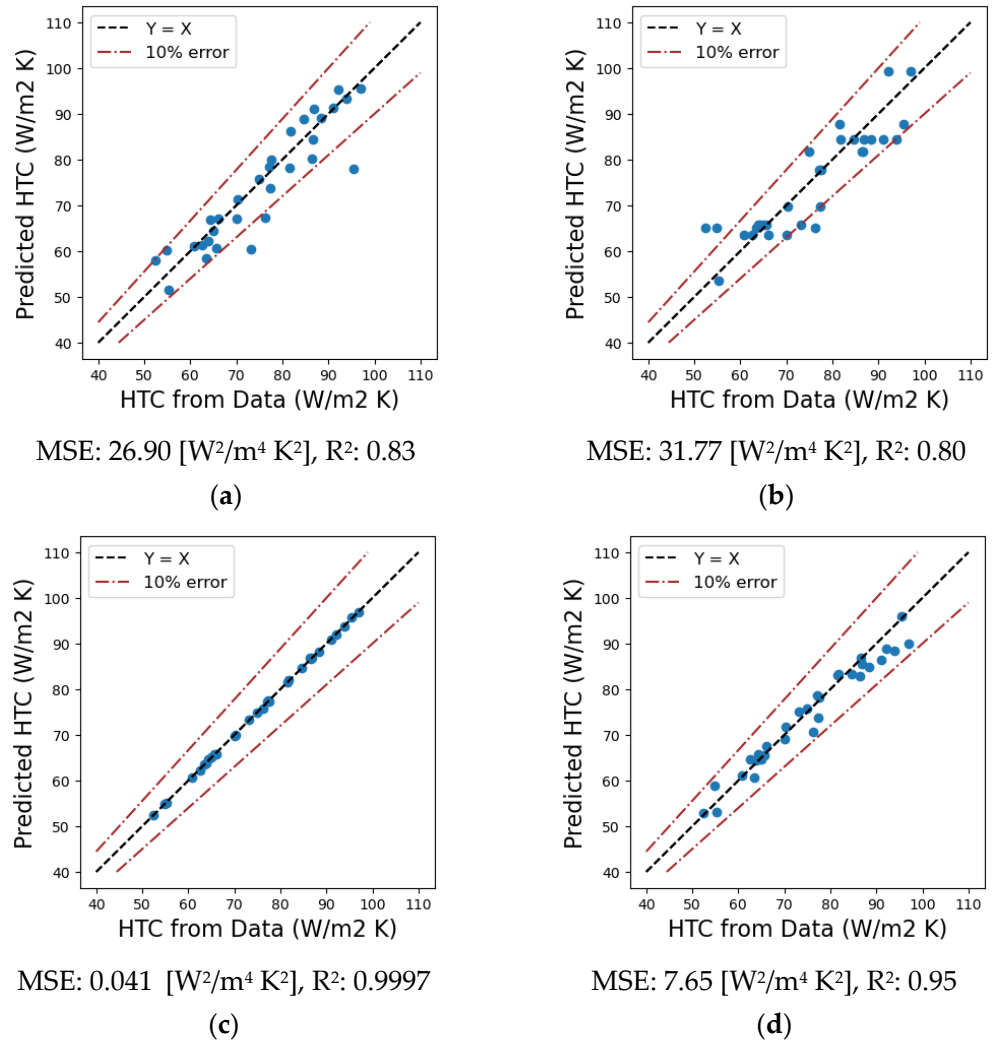 Y = X
10% error
110
100
90
80
70
60
50
40
Predicted HTC (W/m2 K)
40 50 60 70 80 90 100 110
HTC from Data (W/m2 K)
MSE: 26.90 [W²/m⁴ K²], R²: 0.83
(a)
Y = X
10% error
110
100
90
80
70
60
50
40
Predicted HTC (W/m2 K)
40 50 60 70 80 90 100 110
HTC from Data (W/m2 K)
MSE: 31.77 [W²/m⁴ K²], R²: 0.80
(b)
Y = X
10% error
110
100
90
80
70
60
50
40
Predicted HTC (W/m2 K)
40 50 60 70 80 90 100 110
HTC from Data (W/m2 K)
MSE: 0.041 [W²/m⁴ K²], R²: 0.9997
(c)
Y = X
10% error
110
100
90
80
70
60
50
40
Predicted HTC (W/m2 K)
40 50 60 70 80 90 100 110
HTC from Data (W/m2 K)
MSE: 7.65 [W²/m⁴ K²], R²: 0.95
(d)